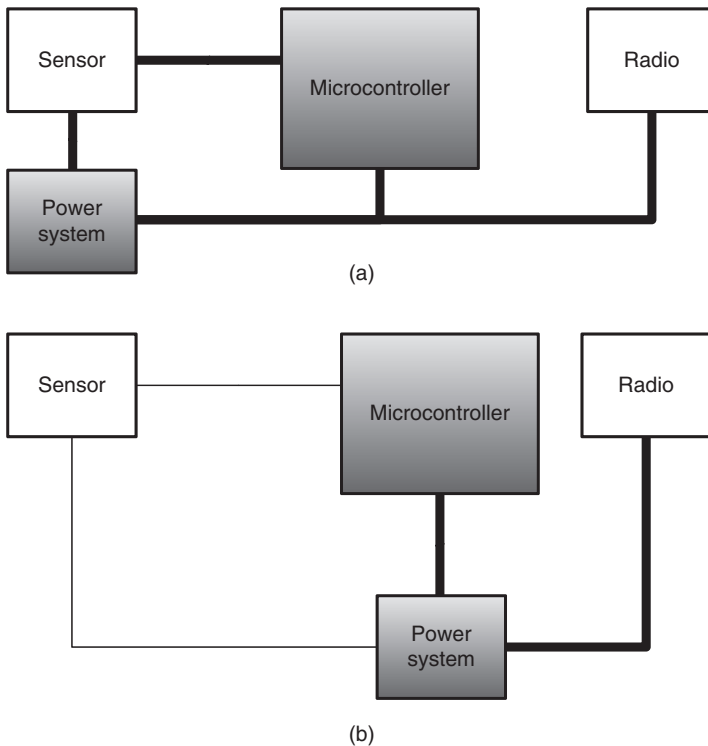 Sensor
Microcontroller
Radio
Power
system
(a)
Sensor
Microcontroller
Radio
Power
system
(b)